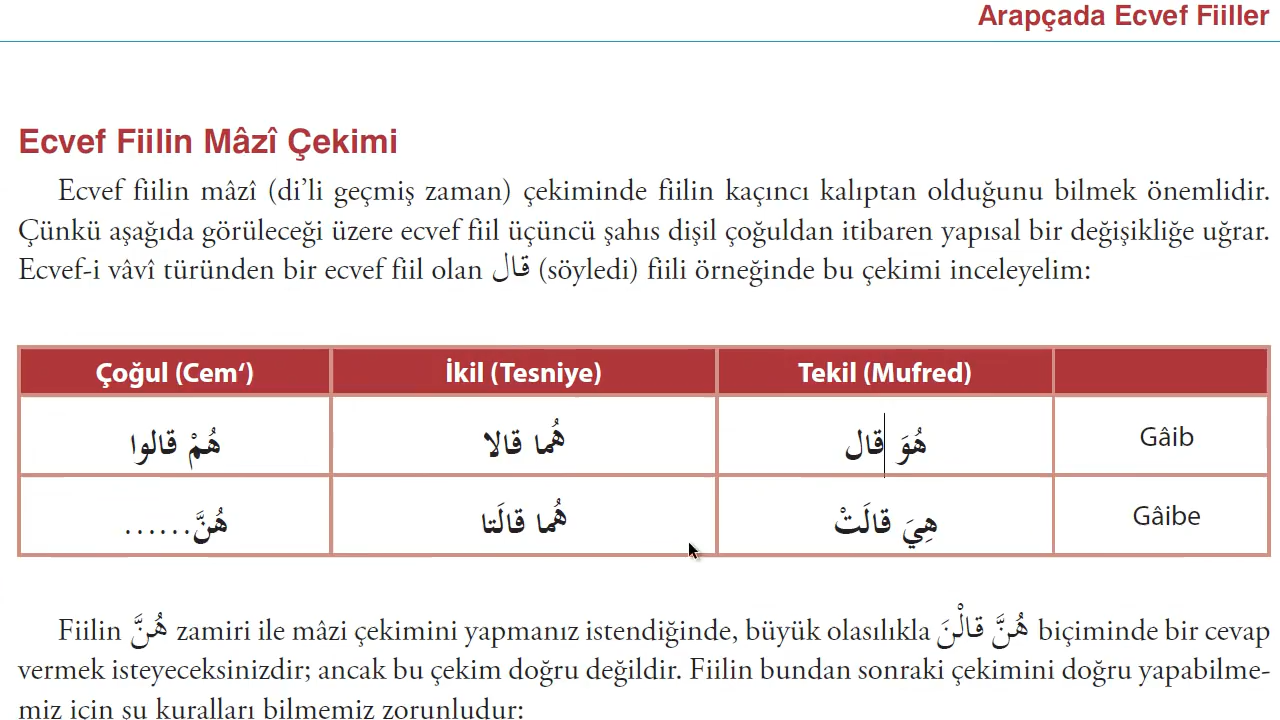 Arapçada Ecvef Fiiller
Ecvef Fiilin Mâzî Çekimi
Ecvef fiilin mâzî (di’li geçmiş zaman) çekiminde fiilin kaçıncı kalıptan olduğunu bilmek önemlidir.
Çünkü aşağıda görüleceği üzere ecvef fiil üçüncü şahıs dişil çoğuldan itibaren yapısal bir değişikliğe uğrar.
Ecvef-i vâvî türünden bir ecvef fiil olan قال (söyledi) fiili örneğinde bu çekimi inceleyelim:
Çoğul (Cem‘) İkil (Tesniye) Tekil (Mufred)
هُمْ قالوا هُما قالا هُوَ قال Gâib
هُنَّ...... هُما قالَتا هِيَ قالَتْ Gâibe
Fiilin هُنَّ zamiri ile mâzî çekimini yapmanız istendiğinde, büyük olasılıkla هُنَّ قالْنَ biçiminde bir cevap
vermek isteyeceksinizdir; ancak bu çekim doğru değildir. Fiilin bundan sonraki çekimini doğru yapabilme-
miz için şu kuralları bilmemiz zorunludur: